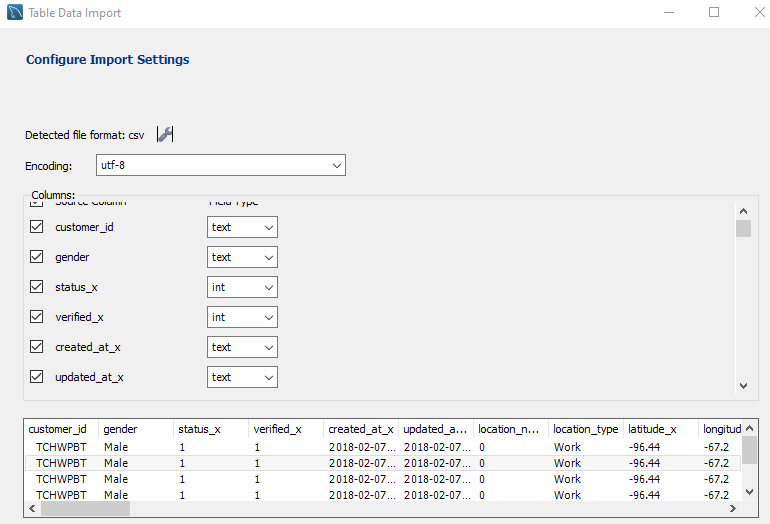 Table Data Import
Configure Import Settings
Detected file format: csv
Encoding: utf-8
Columns:
Source Column Field Type
customer_id text
gender text
status_x int
verified_x int
created_at_x text
updated_at_x text
customer_id gender status_x verified_x created_at_x updated_a... location_n... location_type latitude_x longitud
TCHWPBT Male 1 1 2018-02-07... 2018-02-07... 0 Work -96.44 -67.2
TCHWPBT Male 1 1 2018-02-07... 2018-02-07... 0 Work -96.44 -67.2
TCHWPBT Male 1 1 2018-02-07... 2018-02-07... 0 Work -96.44 -67.2
TCHWPBT Male 1 1 2018-02-07... 2018-02-07... 0 Work -96.44 -67.2